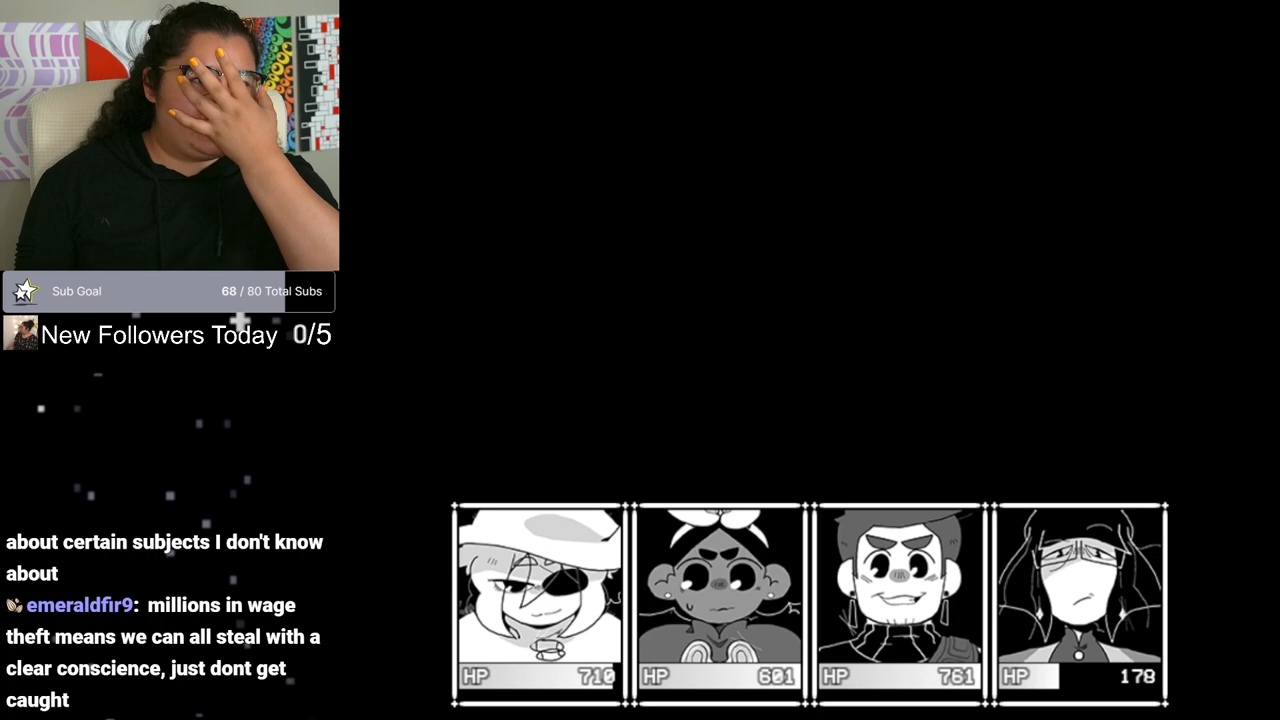 Sub Goal 68 / 80 Total Subs
New Followers Today 0/5
about certain subjects I don't know
about
emeraldfir9: millions in wage
theft means we can all steal with a
clear conscience, just dont get
caught
HP 710 HP 601 HP 761 HP 178